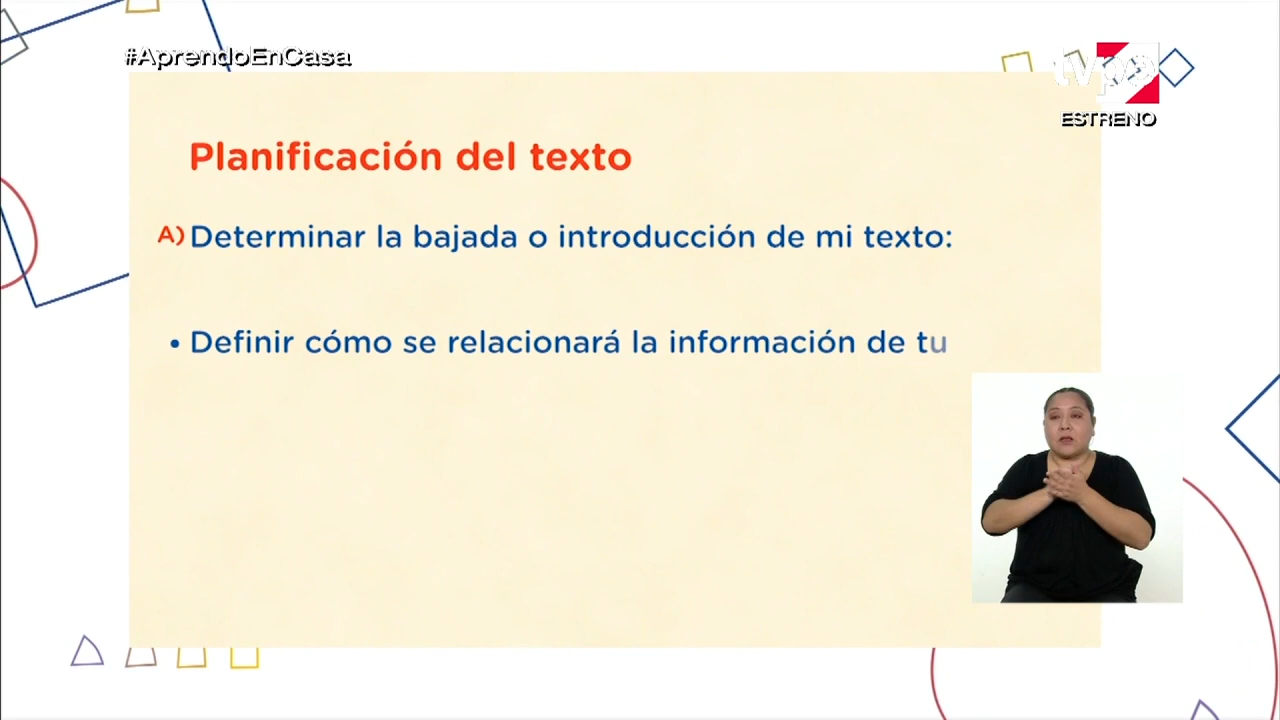 #AprendoEnCasa
tvpe
ESTRENO
Planificación del texto
A) Determinar la bajada o introducción de mi texto:
• Definir cómo se relacionará la información de tu